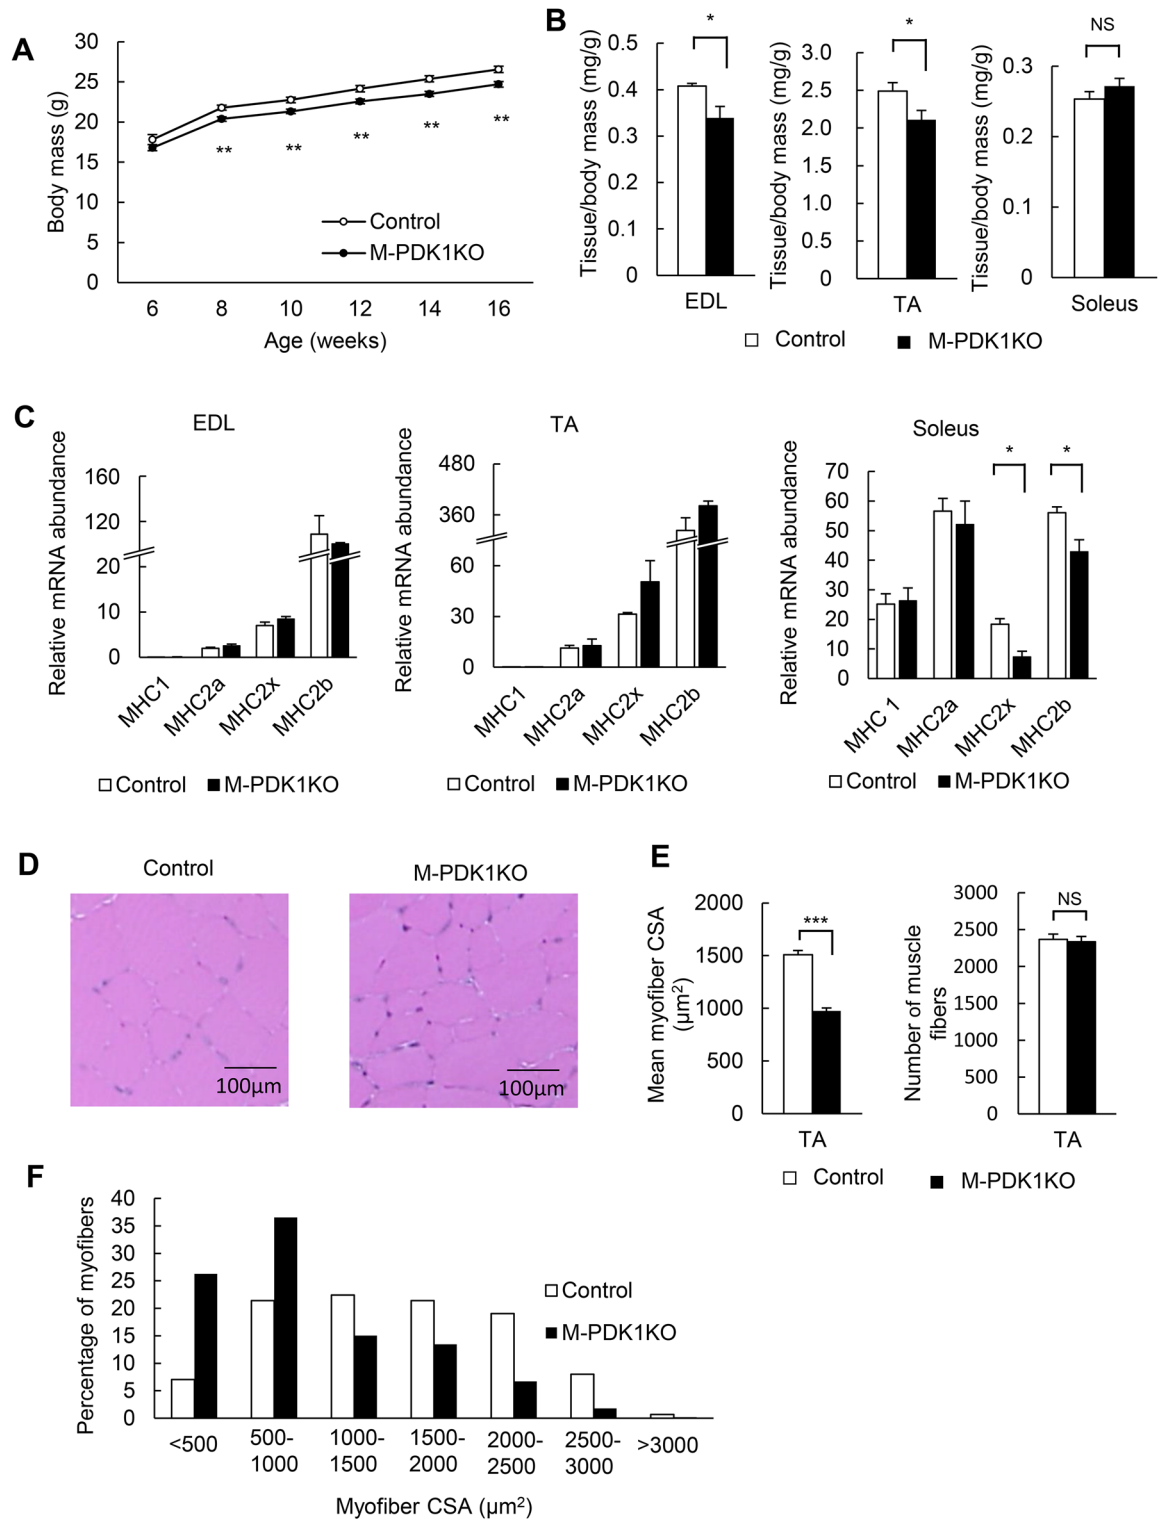 A
Body mass (g)
30
25
20
15
10
5
0
** ** ** ** **
Control
M-PDK1KO
6 8 10 12 14 16
Age (weeks)
B
Tissue/body mass (mg/g)
0.5
0.4
0.3
0.2
0.1
0
*
EDL
Tissue/body mass (mg/g)
3.0
2.5
2.0
1.5
1.0
0.5
0
*
TA
Tissue/body mass (mg/g)
0.3
0.2
0.1
0
NS
Soleus
Control M-PDK1KO
C
EDL
Relative mRNA abundance
160
120
20
10
0
MHC1 MHC2a MHC2x MHC2b
Control M-PDK1KO
TA
Relative mRNA abundance
480
360
60
30
0
MHC1 MHC2a MHC2x MHC2b
Control M-PDK1KO
Soleus
Relative mRNA abundance
70
60
50
40
30
20
10
0
* *
MHC 1 MHC2a MHC2x MHC2b
Control M-PDK1KO
D
Control
100μm
M-PDK1KO
100μm
E
Mean myofiber CSA
(μm²)
2000
1500
1000
500
0
***
TA
Number of muscle
fibers
3000
2500
2000
1500
1000
500
0
NS
TA
Control M-PDK1KO
F
Percentage of myofibers
40
35
30
25
20
15
10
5
0
Control
M-PDK1KO
<500 500- 1000- 1500- 2000- 2500- >3000
1000 1500 2000 2500 3000
Myofiber CSA (μm²)